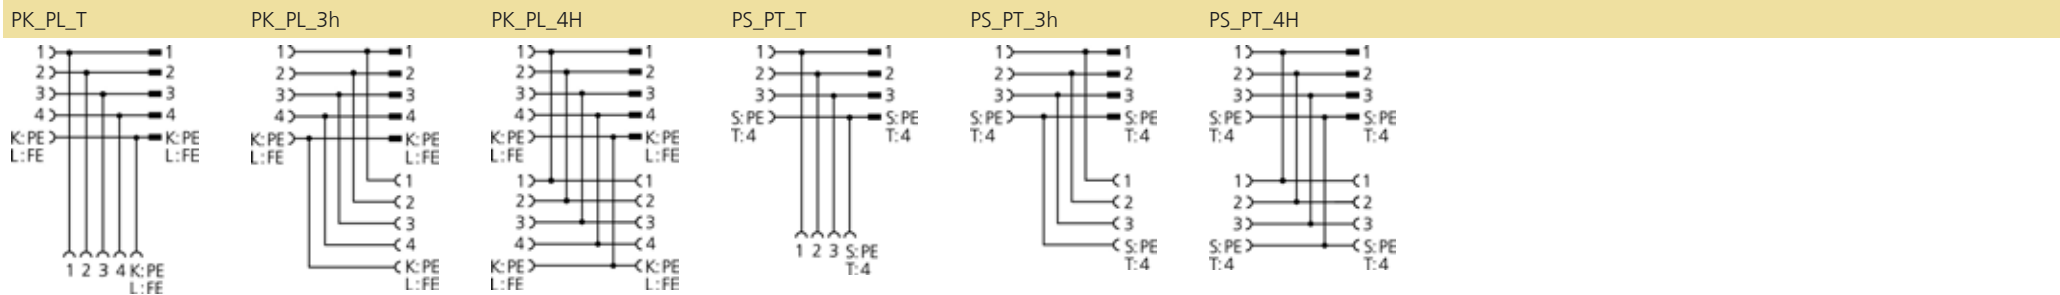 PK_PL_T
1 1
2 2
3 3
4 4
K:PE K:PE
L:FE L:FE
1 2 3 4 K:PE
L:FE
PK_PL_3h
1 1
2 2
3 3
4 4
K:PE K:PE
L:FE L:FE
1
2
3
4
K:PE
L:FE
PK_PL_4H
1 1
2 2
3 3
4 4
K:PE K:PE
L:FE L:FE
1 1
2 2
3 3
4 4
K:PE K:PE
L:FE L:FE
PS_PT_T
1 1
2 2
3 3
S:PE S:PE
T:4 T:4
1 2 3 S:PE
T:4
PS_PT_3h
1 1
2 2
3 3
S:PE S:PE
T:4 T:4
1
2
3
S:PE
T:4
PS_PT_4H
1 1
2 2
3 3
S:PE S:PE
T:4 T:4
1 1
2 2
3 3
S:PE S:PE
T:4 T:4